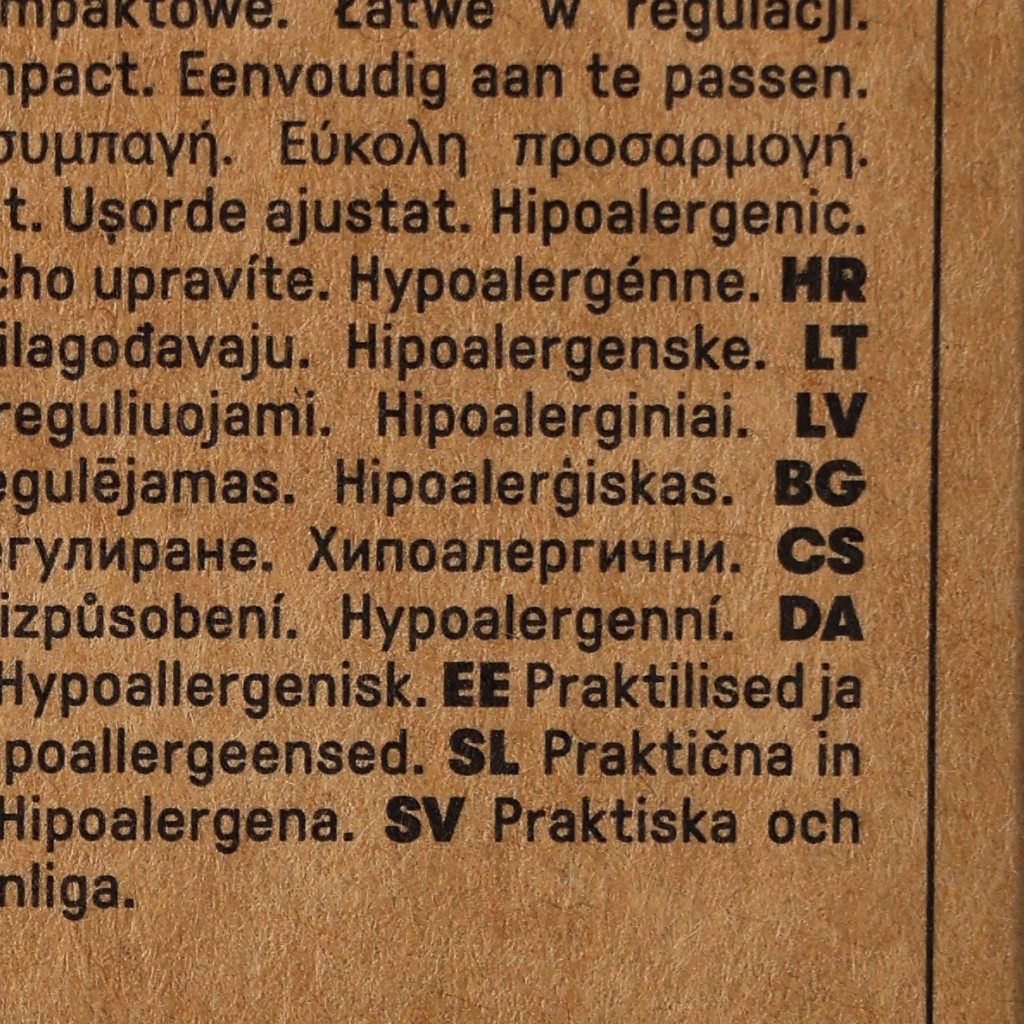 mpaktowe. Łatwe w regulacji.
mpact. Eenvoudig aan te passen.
συμπαγή. Εύκολη προσαρμογή.
t. Ușorde ajustat. Hipoalergenic.
cho upravíte. Hypoalergénne. HR
ilagođavaju. Hipoalergenske. LT
reguliuojami. Hipoalerginiai. LV
egulējamas. Hipoalerģiskas. BG
егулиране. Хипоалергични. CS
izpůsobení. Hypoalergenní. DA
Hypoallergenisk. EE Praktilised ja
poallergeensed. SL Praktična in
Hipoalergena. SV Praktiska och
nliga.